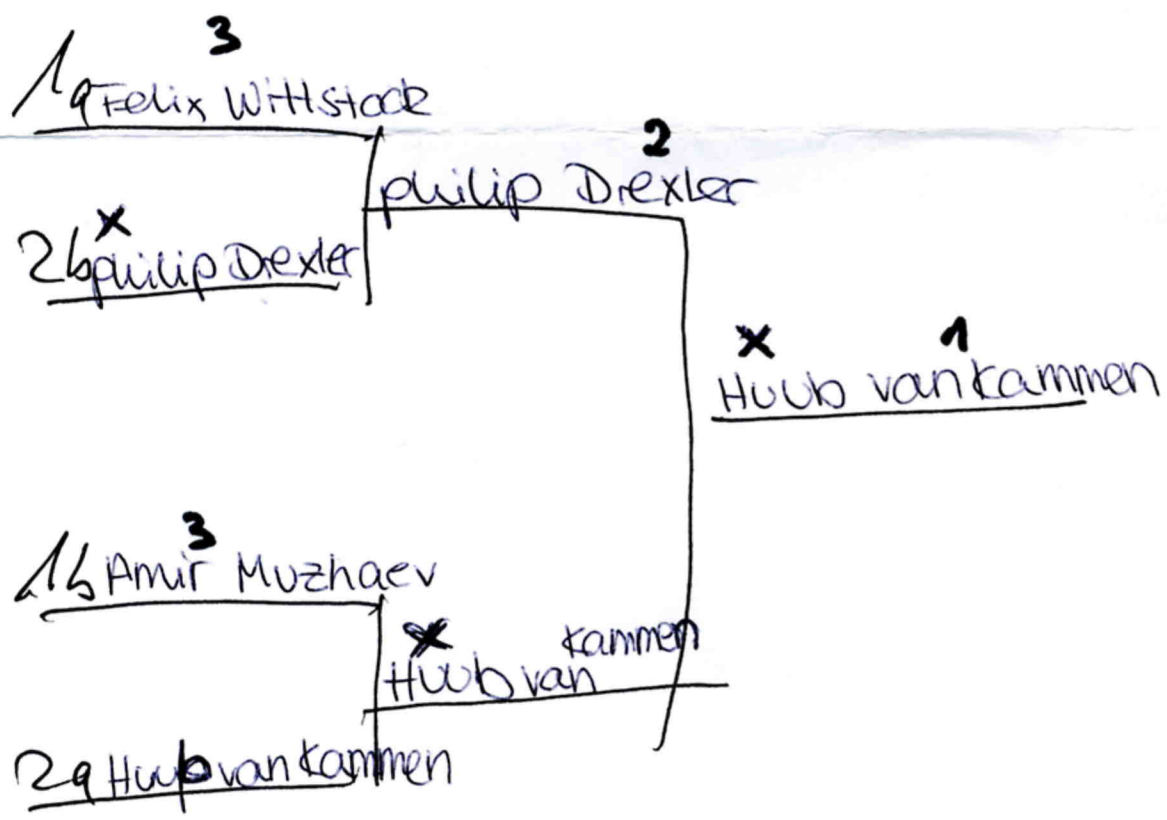 3
1a Felix Wittstock
2
philip Drexler
x
2b philip Drexler
x 1
Huub van kammen
3
1b Amir Muzhaev
x
kammen
Huub van
2a Huub van kammen